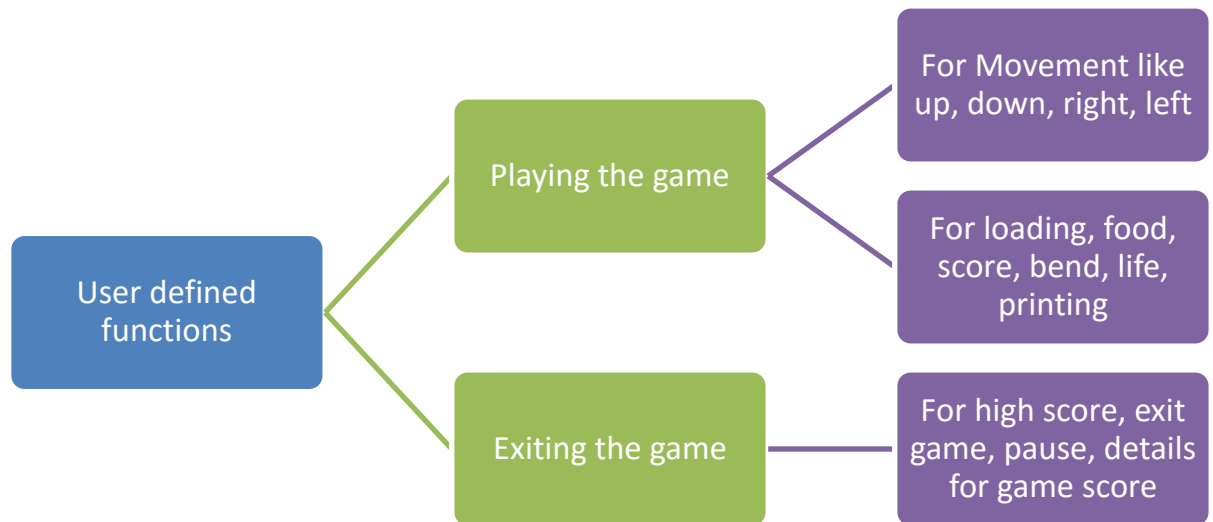 User defined
functions
Playing the game
Exiting the game
For Movement like
up, down, right, left
For loading, food,
score, bend, life,
printing
For high score, exit
game, pause, details
for game score